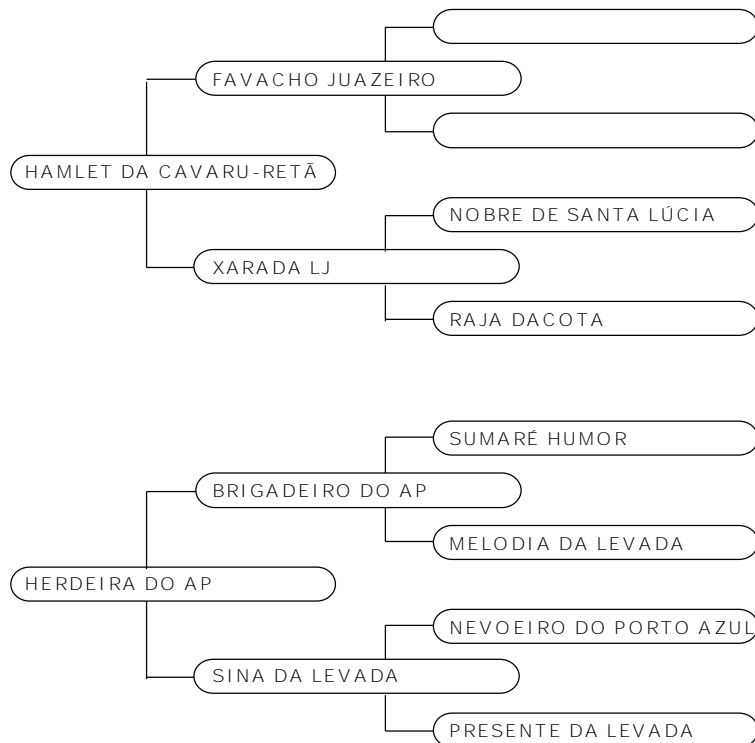 FAVACHO JUAZEIRO
HAMLET DA CAVARU-RETÃ
NOBRE DE SANTA LÚCIA
XARADA LJ
RAJA DACOTA
SUMARÉ HUMOR
BRIGADEIRO DO AP
MELODIA DA LEVADA
HERDEIRA DO AP
NEVOEIRO DO PORTO AZUL
SINA DA LEVADA
PRESENTE DA LEVADA